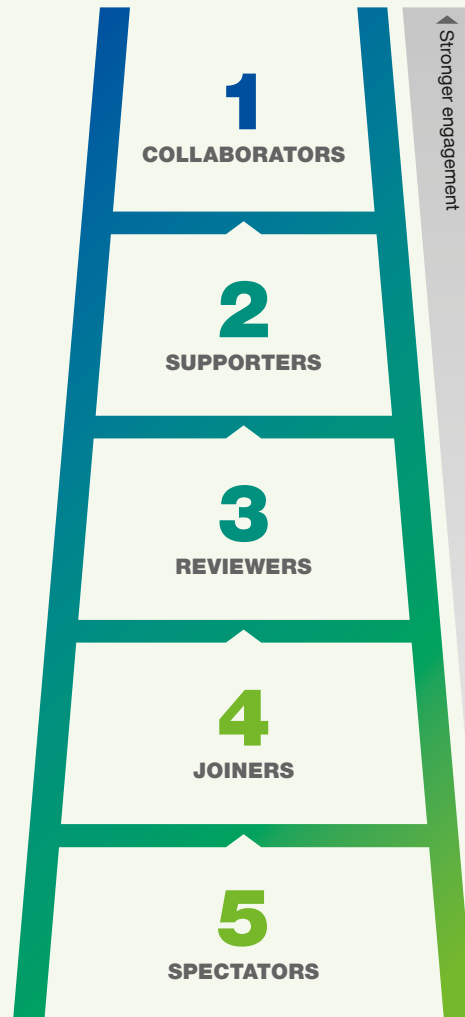 Stronger engagement
1
COLLABORATORS
2
SUPPORTERS
3
REVIEWERS
4
JOINERS
5
SPECTATORS